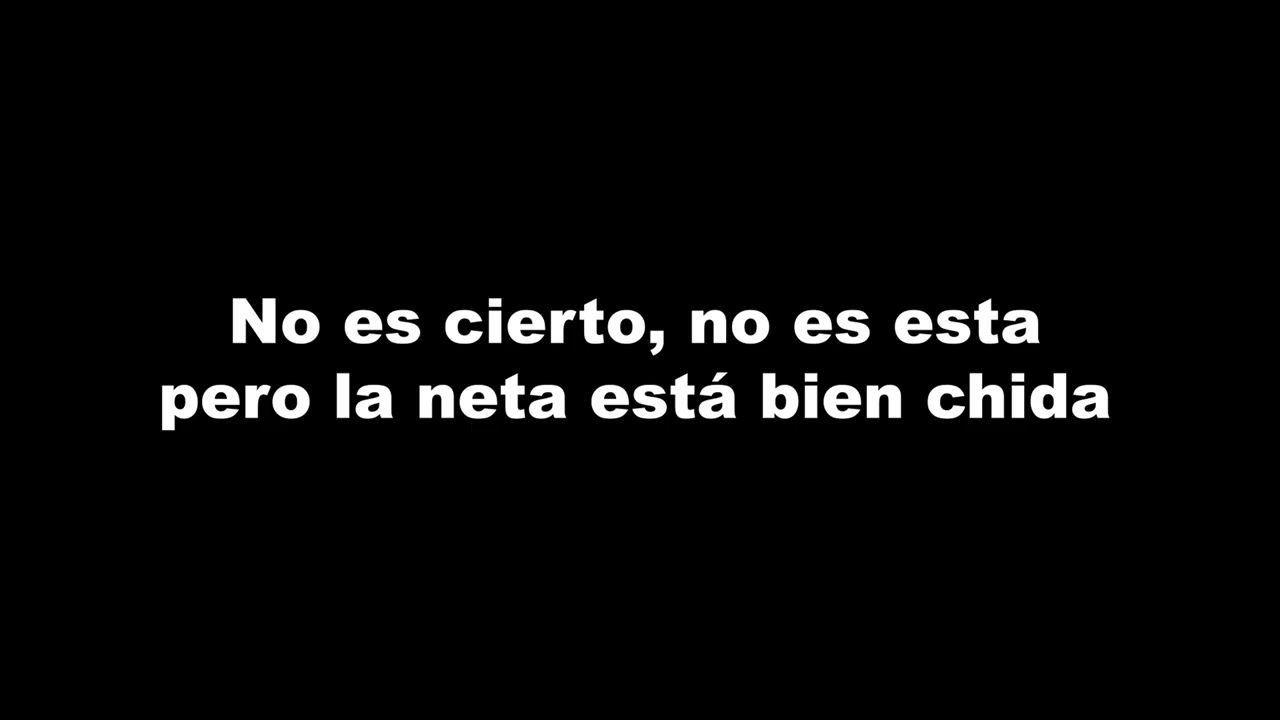 No es cierto, no es esta
pero la neta está bien chida